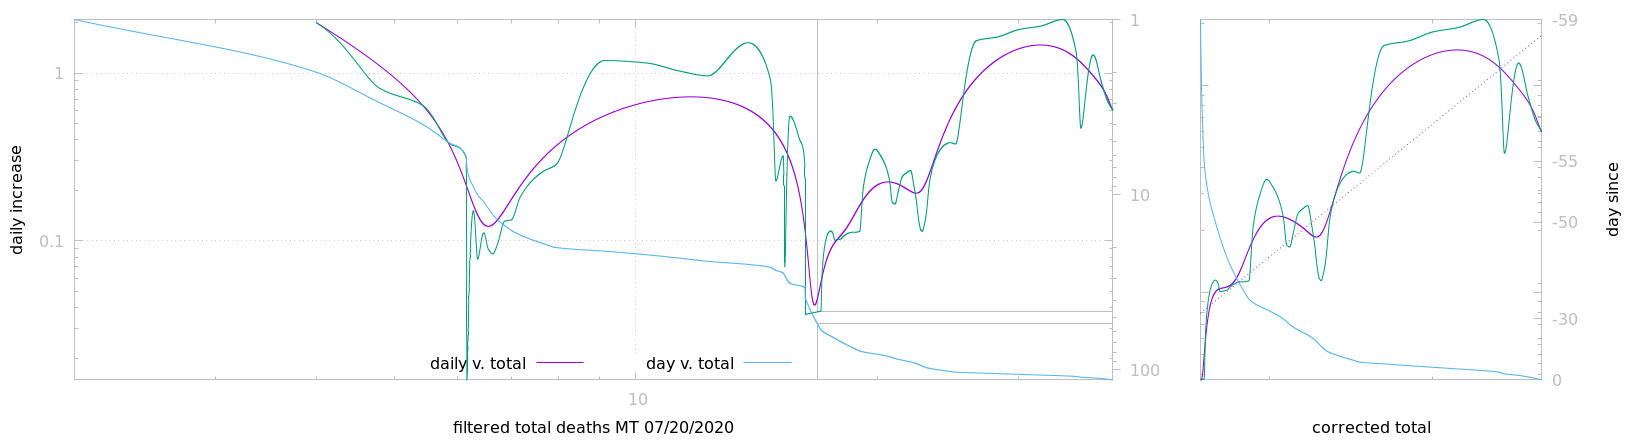 1
0.1
daily increase
daily v. total
day v. total
10
filtered total deaths MT 07/20/2020
1
10
100
-59
-55
-50
-30
0
day since
corrected total